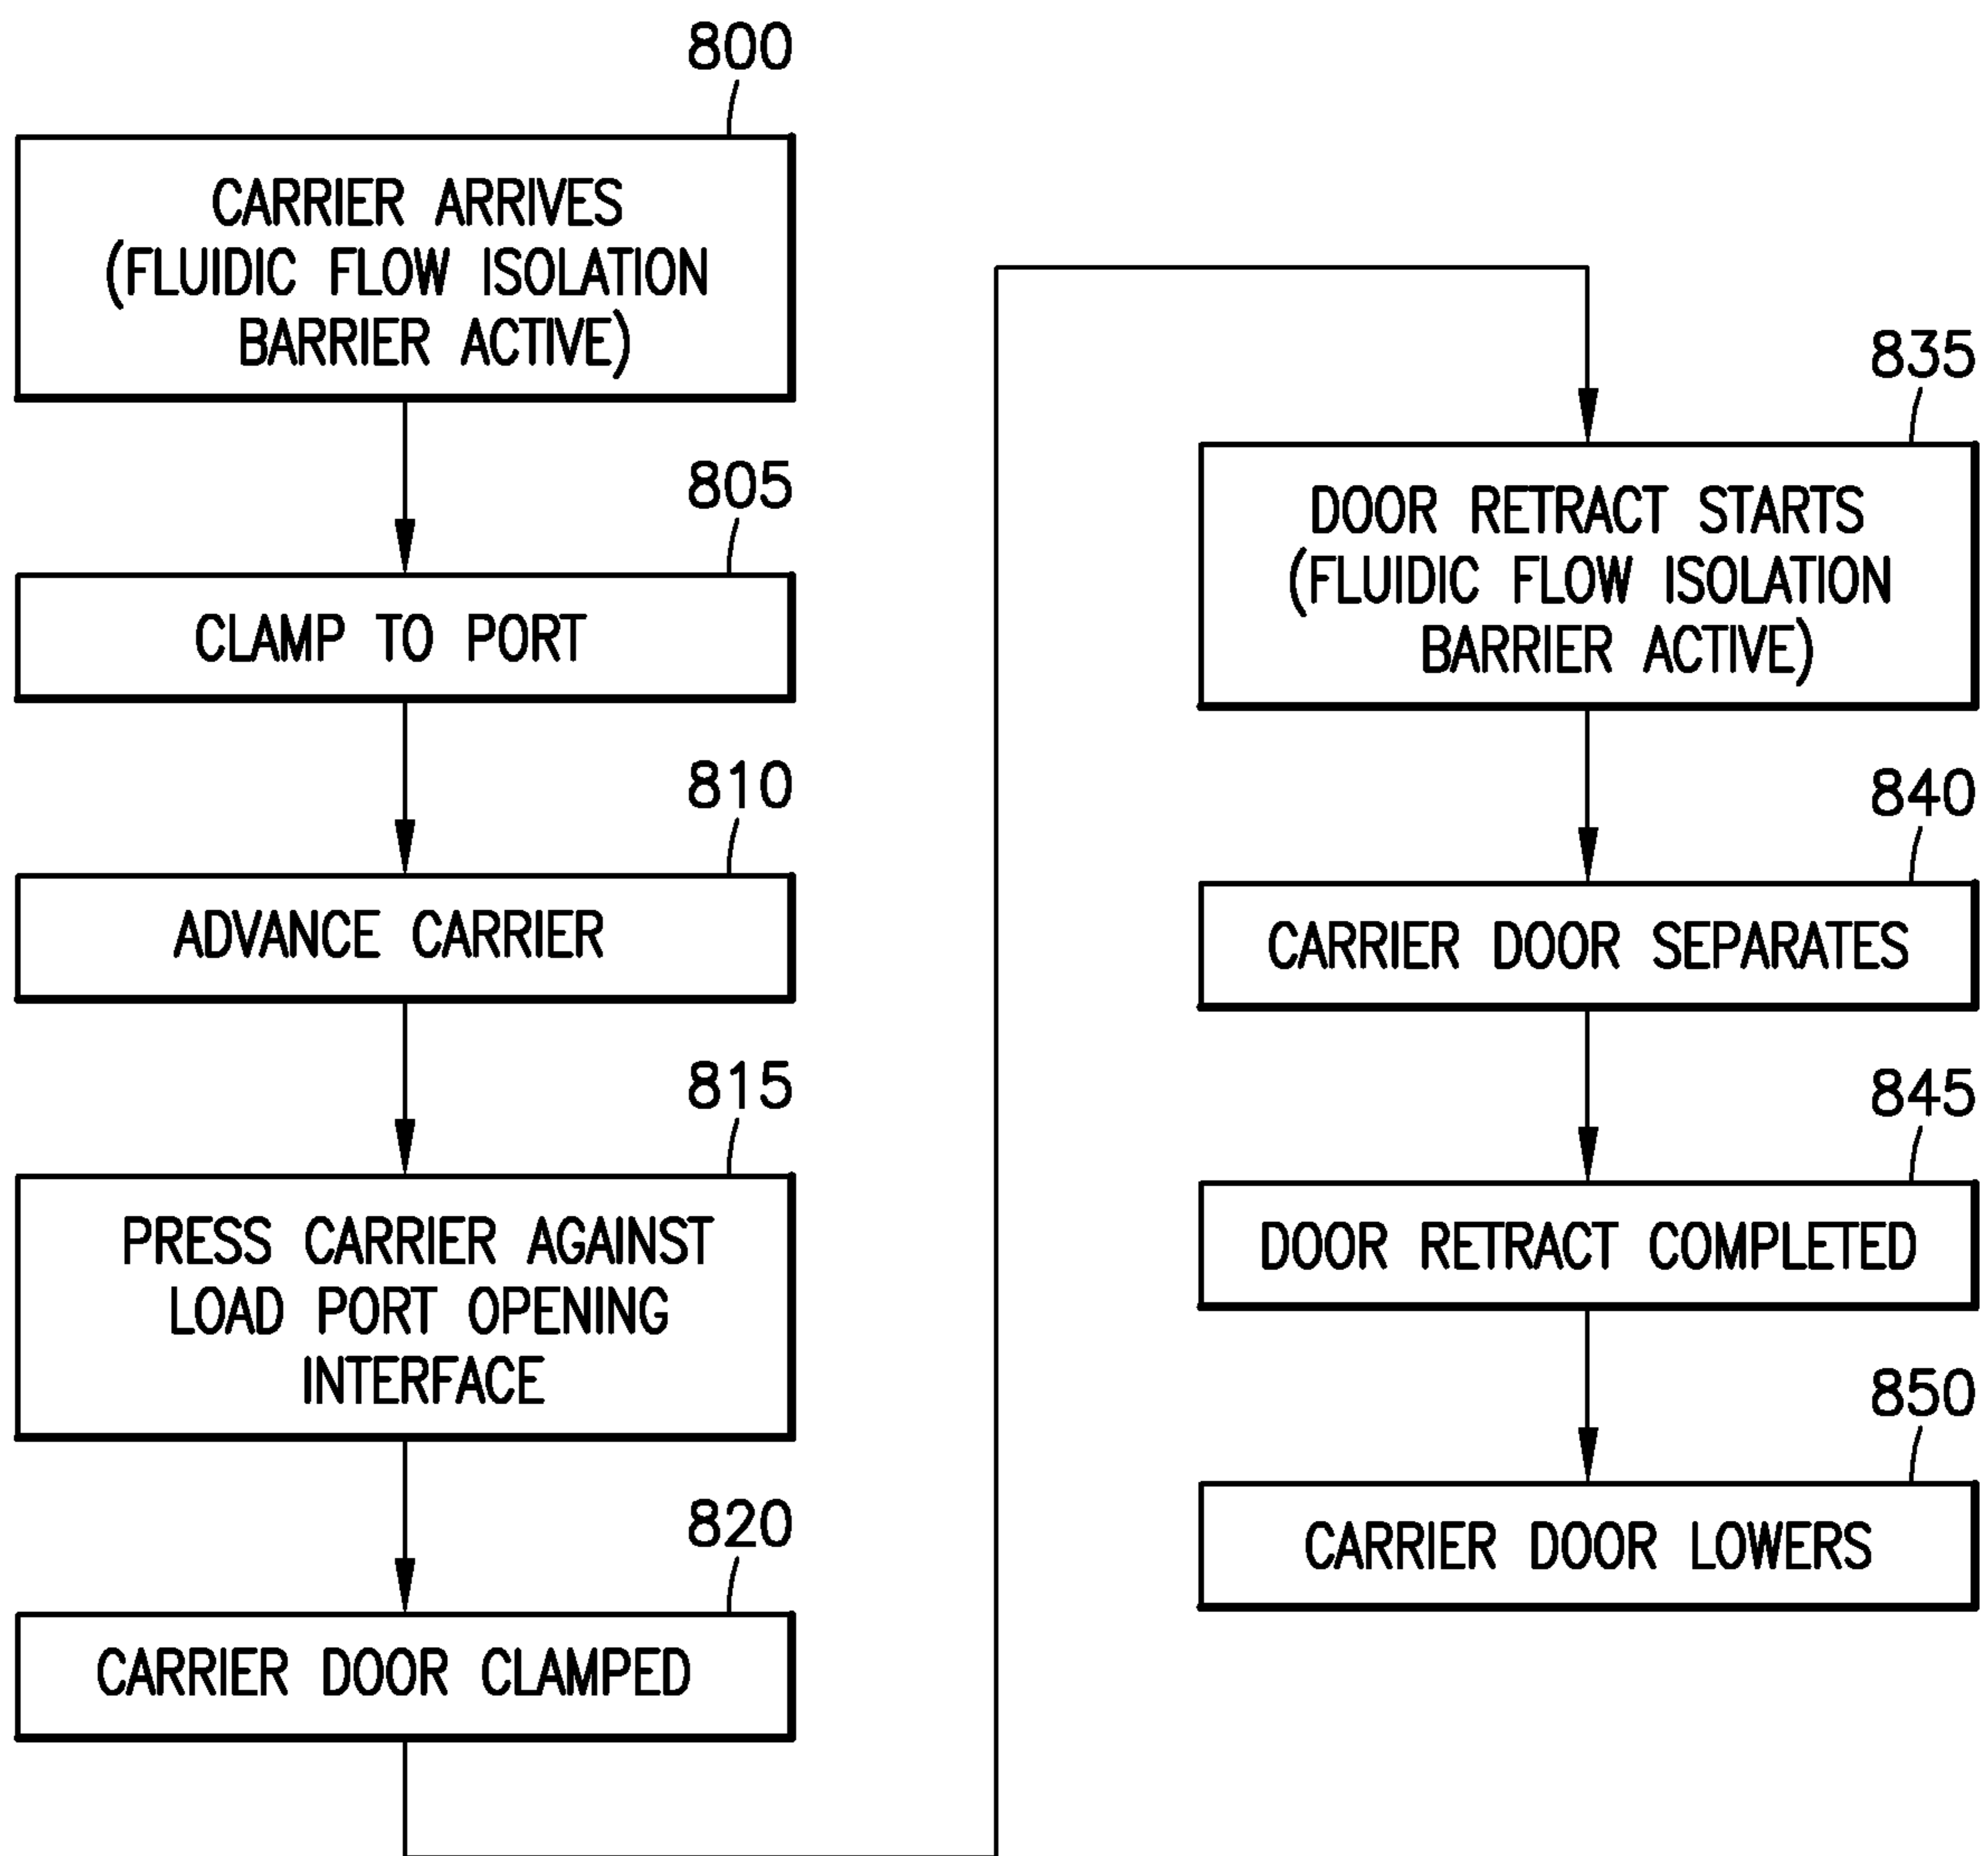 800
CARRIER ARRIVES
(FLUIDIC FLOW ISOLATION
BARRIER ACTIVE)
805
CLAMP TO PORT
810
ADVANCE CARRIER
815
PRESS CARRIER AGAINST
LOAD PORT OPENING
INTERFACE
820
CARRIER DOOR CLAMPED
835
DOOR RETRACT STARTS
(FLUIDIC FLOW ISOLATION
BARRIER ACTIVE)
840
CARRIER DOOR SEPARATES
845
DOOR RETRACT COMPLETED
850
CARRIER DOOR LOWERS